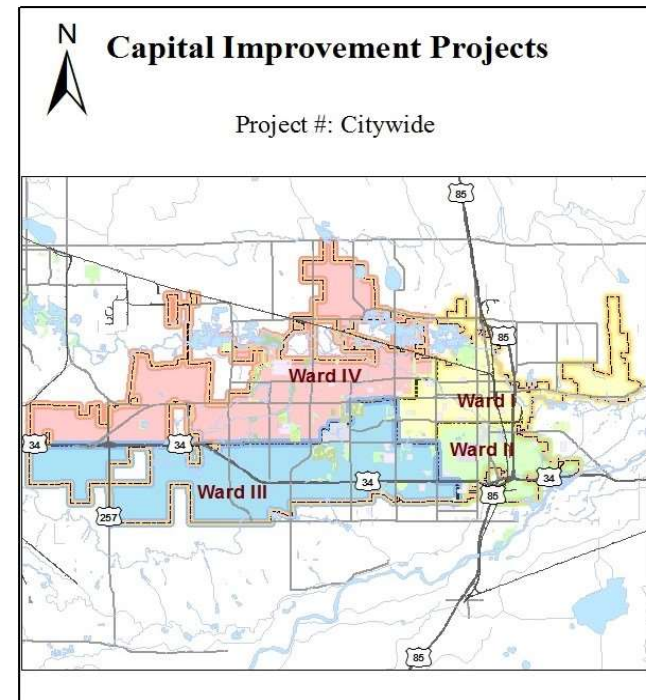 N
Capital Improvement Projects
Project #: Citywide
85
85
Ward IV
Ward I
34
34
Ward II
Ward III
34
34
85
257
85